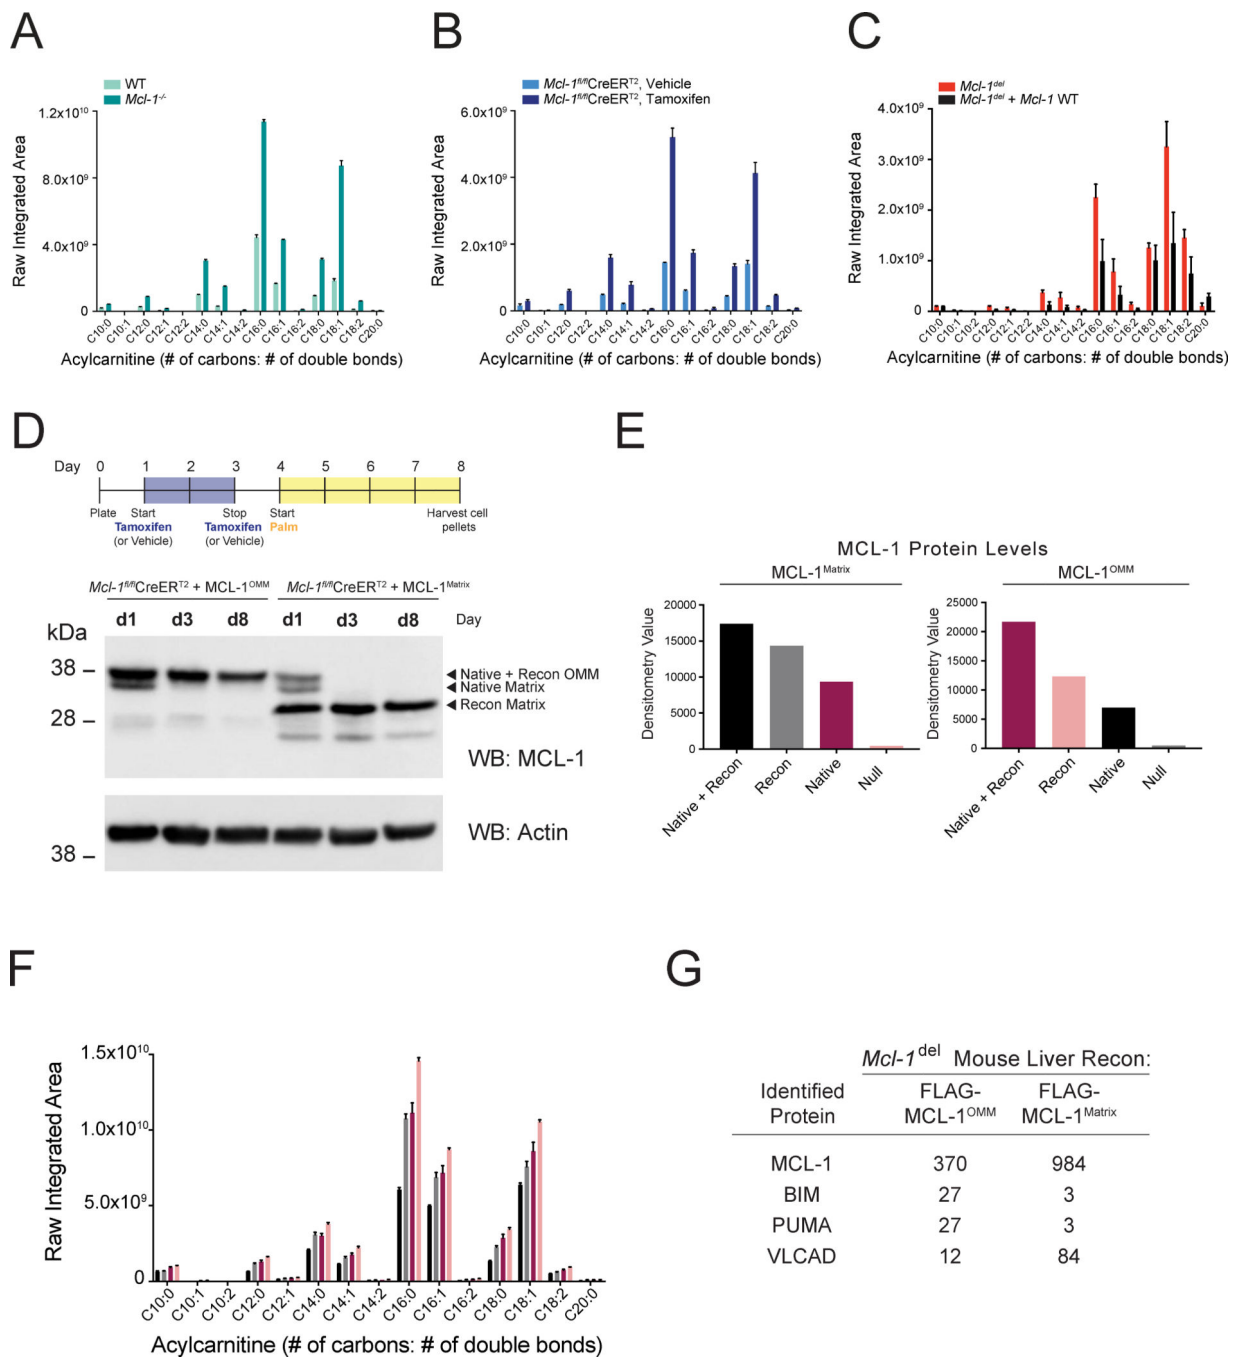 A
WT
Mcl-1-/-
1.2x10^10
8.0x10^9
4.0x10^9
0
Raw Integrated Area
C10:0 C10:1 C12:0 C12:1 C12:2 C14:0 C14:1 C14:2 C16:0 C16:1 C16:2 C18:0 C18:1 C18:2 C20:0
Acylcarnitine (# of carbons: # of double bonds)
B
Mcl-1fl/flCreERT2, Vehicle
Mcl-1fl/flCreERT2, Tamoxifen
6.0x10^9
4.0x10^9
2.0x10^9
0
Raw Integrated Area
C10:0 C10:1 C12:0 C12:1 C12:2 C14:0 C14:1 C14:2 C16:0 C16:1 C16:2 C18:0 C18:1 C18:2 C20:0
Acylcarnitine (# of carbons: # of double bonds)
C
Mcl-1del
Mcl-1del + Mcl-1 WT
4.0x10^9
3.0x10^9
2.0x10^9
1.0x10^9
0
Raw Integrated Area
C10:0 C10:1 C10:2 C12:0 C12:1 C12:2 C14:0 C14:1 C14:2 C16:0 C16:1 C16:2 C18:0 C18:1 C18:2 C20:0
Acylcarnitine (# of carbons: # of double bonds)
D
Day 0 1 2 3 4 5 6 7 8
Plate Start Stop Start Harvest cell
Tamoxifen Tamoxifen Palm pellets
(or Vehicle) (or Vehicle)
Mcl-1fl/flCreERT2 + MCL-1OMM Mcl-1fl/flCreERT2 + MCL-1Matrix
d1 d3 d8 d1 d3 d8 Day
kDa
38
28
Native + Recon OMM
Native Matrix
Recon Matrix
WB: MCL-1
WB: Actin
38
E
MCL-1 Protein Levels
MCL-1Matrix
20000
15000
10000
5000
0
Densitometry Value
Native + Recon Recon Native Null
MCL-1OMM
25000
20000
15000
10000
5000
0
Densitometry Value
Native + Recon Recon Native Null
F
1.5x10^10
1.0x10^10
5.0x10^9
0
Raw Integrated Area
C10:0 C10:1 C10:2 C12:0 C12:1 C14:0 C14:1 C14:2 C16:0 C16:1 C16:2 C18:0 C18:1 C18:2 C20:0
Acylcarnitine (# of carbons: # of double bonds)
G
Mcl-1del Mouse Liver Recon:
Identified FLAG- FLAG-
Protein MCL-1OMM MCL-1Matrix
MCL-1 370 984
BIM 27 3
PUMA 27 3
VLCAD 12 84